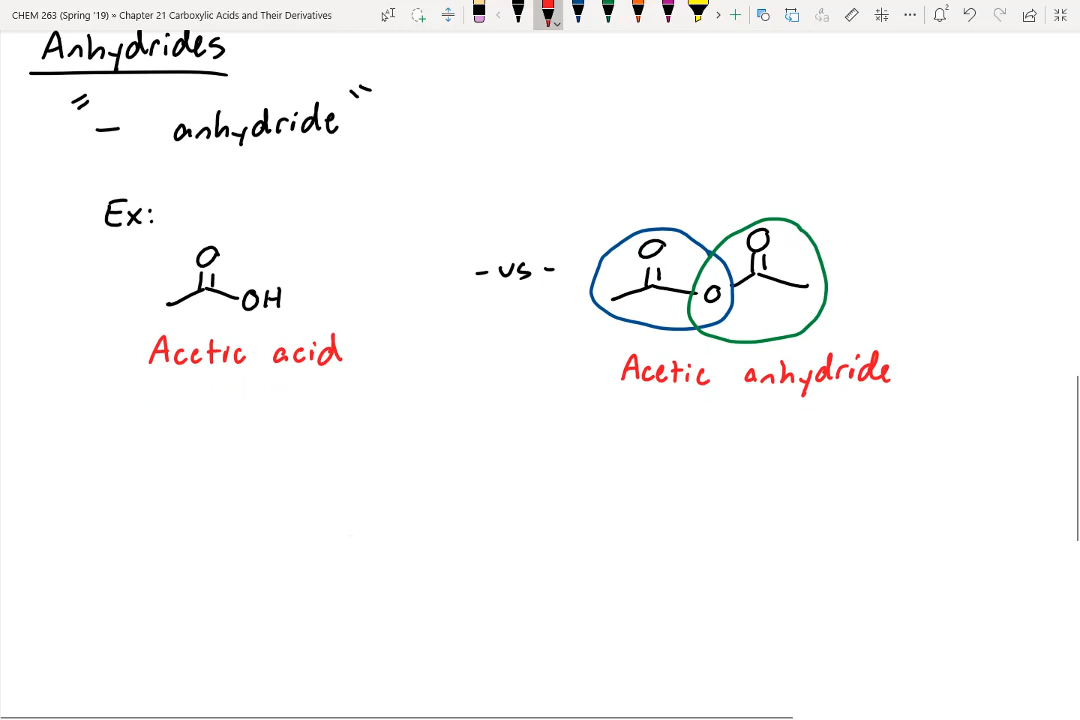 CHEM 263 (Spring '19) » Chapter 21 Carboxylic Acids and Their Derivatives
Anhydrides
"— anhydride"
Ex:
O
OH
Acetic acid
- vs -
O
O
O
Acetic anhydride